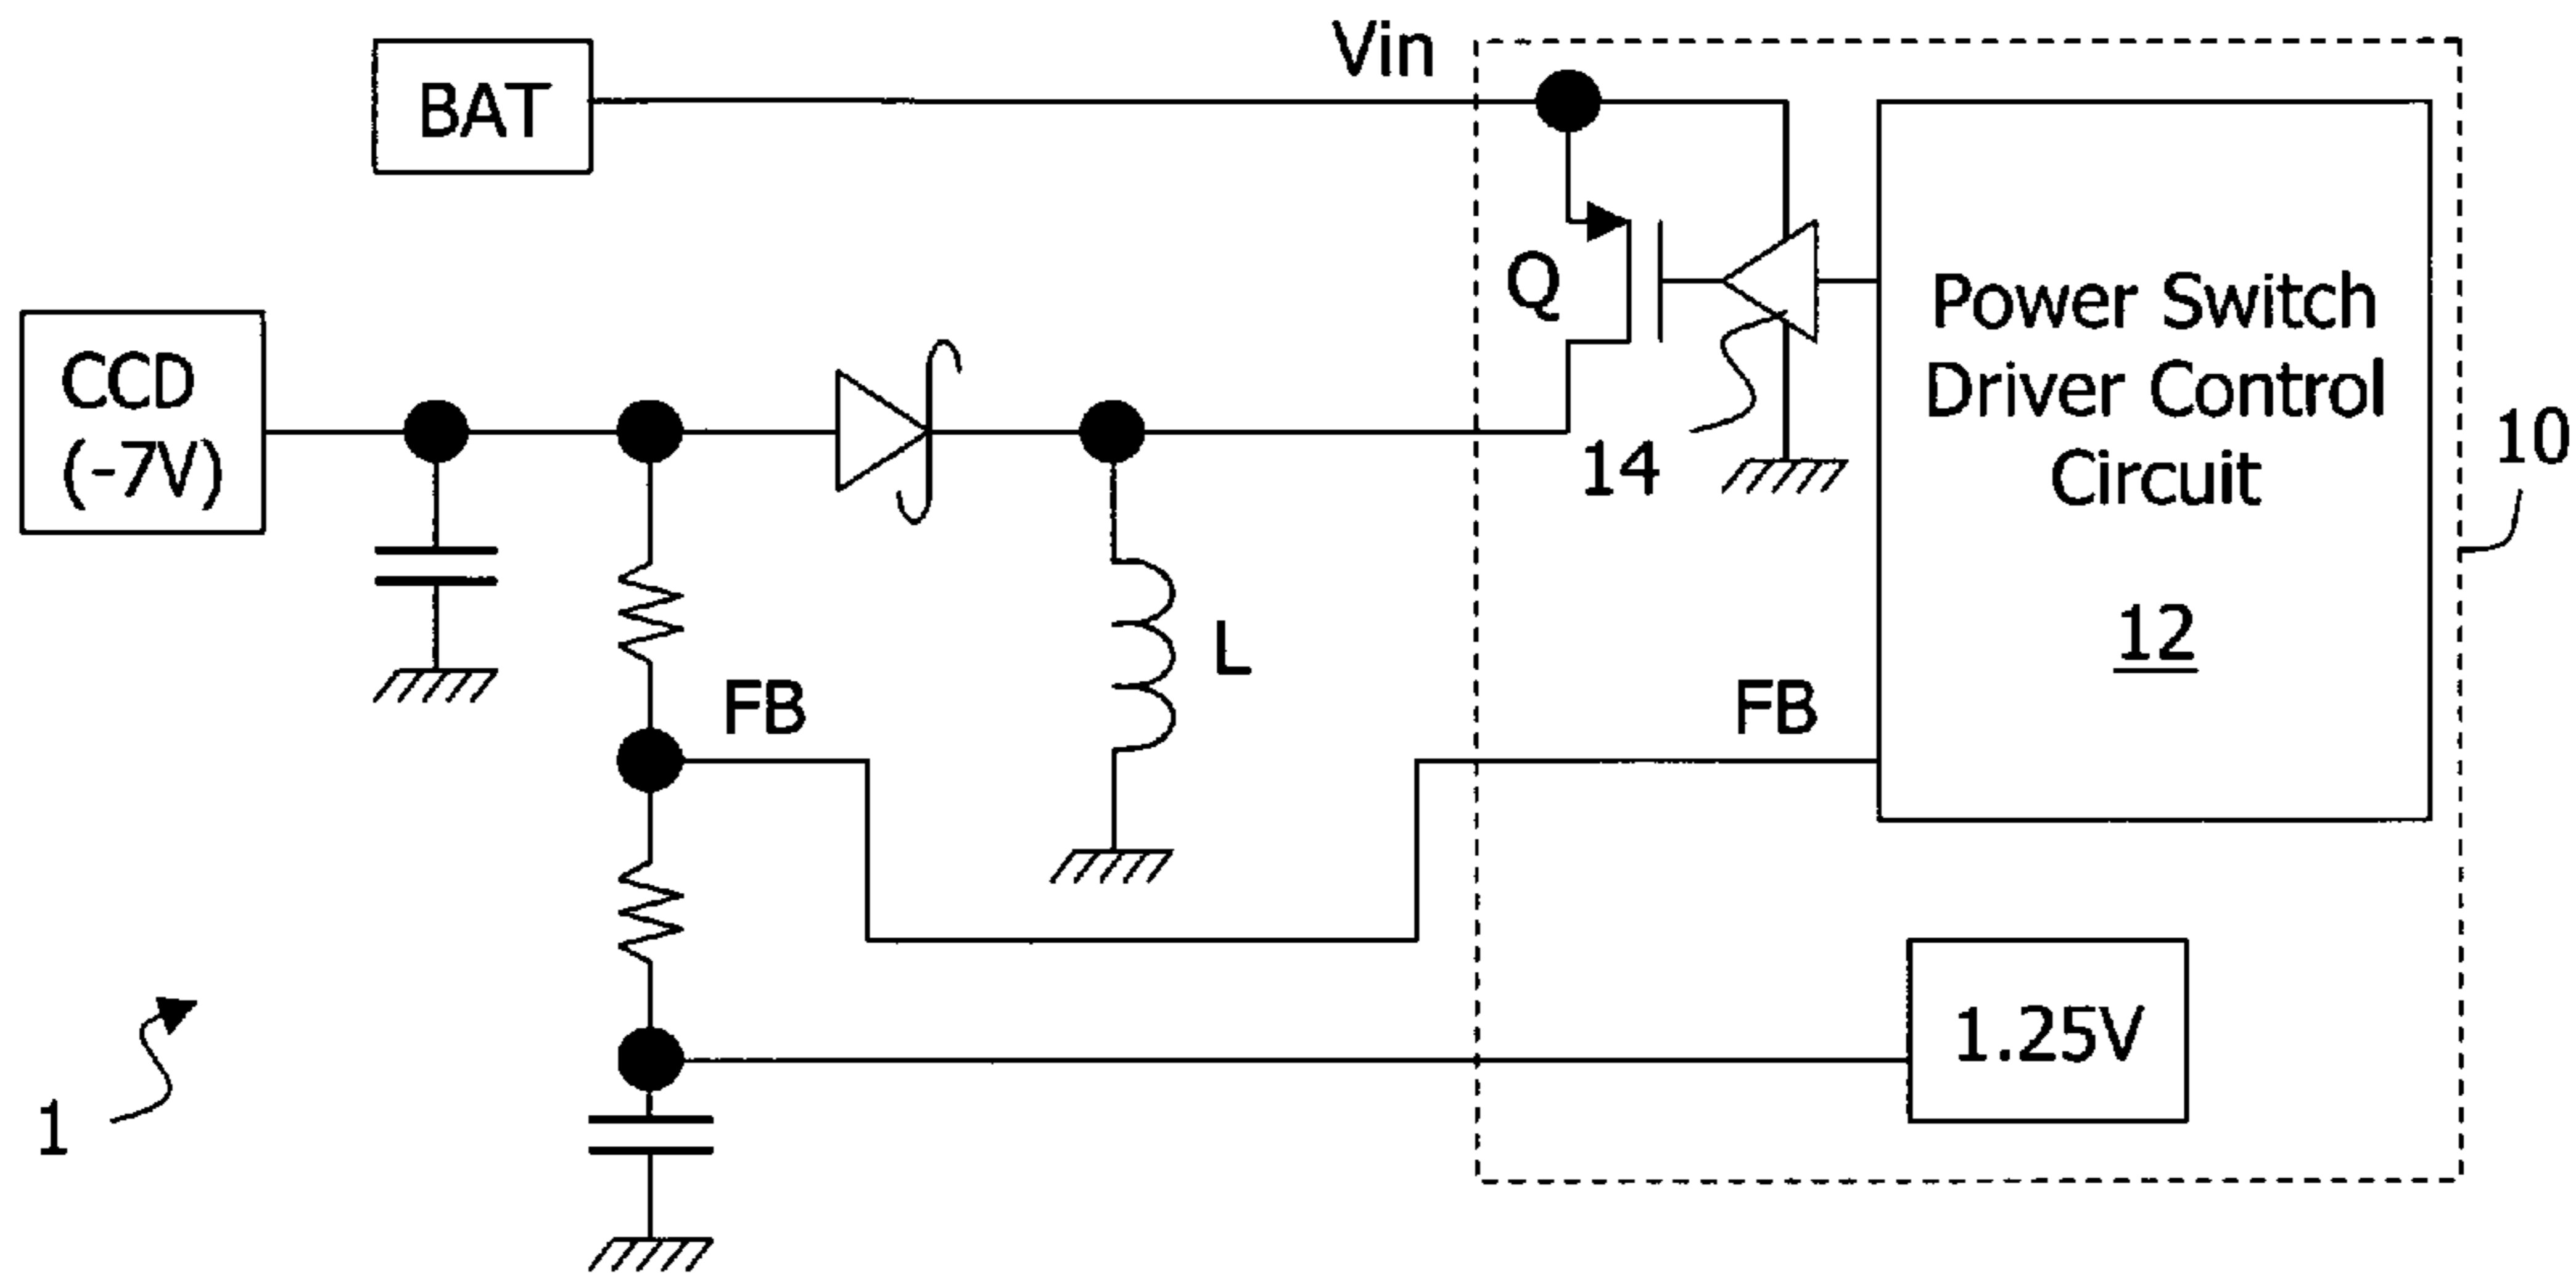 Vin
BAT
Q
CCD
(-7V)
14
Power Switch
Driver Control
Circuit
12
10
L
FB
FB
1.25V
1